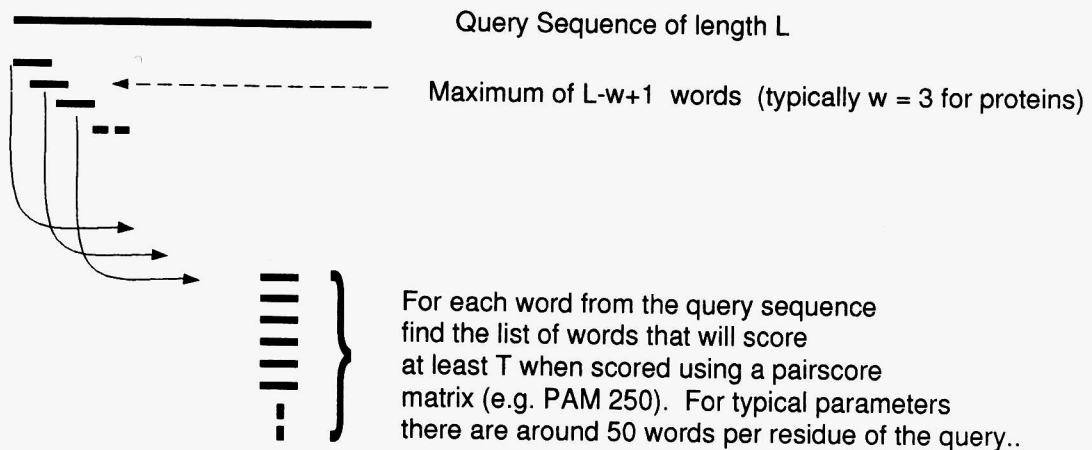 Query Sequence of length L
Maximum of L-w+1 words (typically w = 3 for proteins)
For each word from the query sequence
find the list of words that will score
at least T when scored using a pairscore
matrix (e.g. PAM 250). For typical parameters
there are around 50 words per residue of the query..